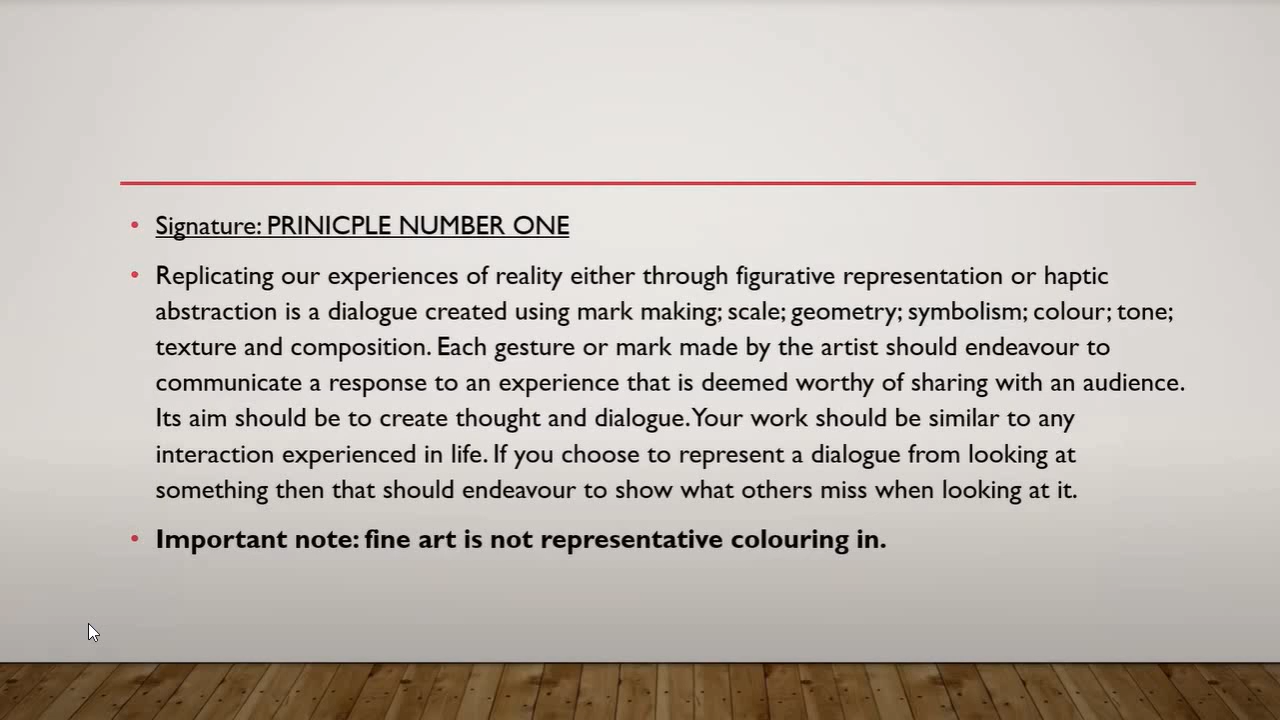 • Signature: PRINICPLE NUMBER ONE
• Replicating our experiences of reality either through figurative representation or haptic
abstraction is a dialogue created using mark making; scale; geometry; symbolism; colour; tone;
texture and composition. Each gesture or mark made by the artist should endeavour to
communicate a response to an experience that is deemed worthy of sharing with an audience.
Its aim should be to create thought and dialogue. Your work should be similar to any
interaction experienced in life. If you choose to represent a dialogue from looking at
something then that should endeavour to show what others miss when looking at it.
• Important note: fine art is not representative colouring in.